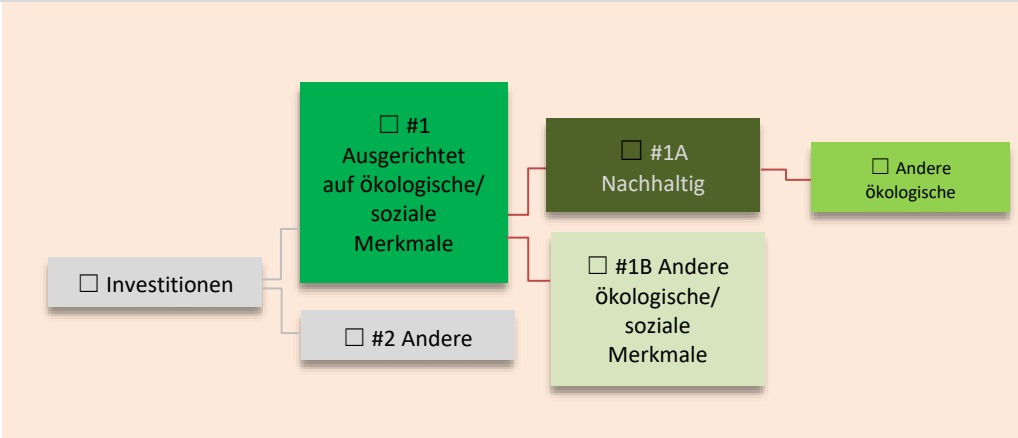 ☐ Investitionen
☐ #1
Ausgerichtet
auf ökologische/
soziale
Merkmale
☐ #2 Andere
☐ #1A
Nachhaltig
☐ #1B Andere
ökologische/
soziale
Merkmale
☐ Andere
ökologische